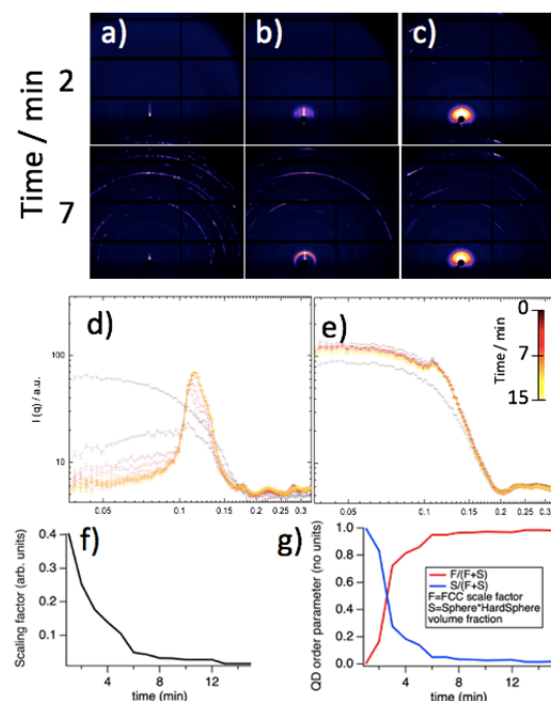 a) b) c)
Time / min
2
7
d) e)
I (q) / a.u.
100
10
0.05 0.1 0.15 0.2 0.25 0.3
0.05 0.1 0.15 0.2 0.25 0.3
Time / min
0
7
15
f) g)
Scaling factor (arb. units)
0.4
0.3
0.2
0.1
4 8 12
time (min)
QD order parameter (no units)
1.0
0.8
0.6
0.4
0.2
0.0
F/(F+S)
S/(F+S)
F=FCC scale factor
S=Sphere*HardSphere
volume fraction
4 8 12
time (min)